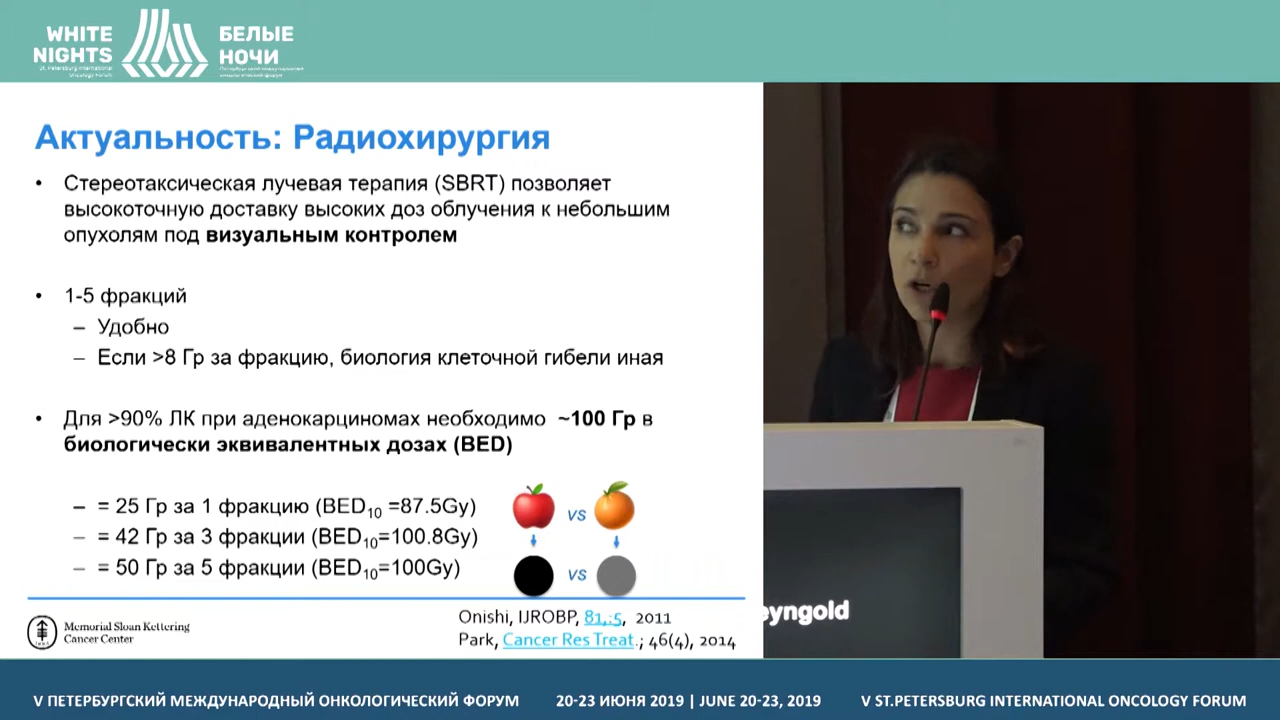 WHITE
NIGHTS
St. Petersburg International
Oncology Forum
БЕЛЫЕ
НОЧИ
Петербургский международный
онкологический форум
Актуальность: Радиохирургия
• Стереотаксическая лучевая терапия (SBRT) позволяет
высокоточную доставку высоких доз облучения к небольшим
опухолям под визуальным контролем
• 1-5 фракций
– Удобно
– Если >8 Гр за фракцию, биология клеточной гибели иная
• Для >90% ЛК при аденокарциномах необходимо ~100 Гр в
биологически эквивалентных дозах (BED)
– = 25 Гр за 1 фракцию (BED10 =87.5Gy)
– = 42 Гр за 3 фракции (BED10=100.8Gy)
– = 50 Гр за 5 фракции (BED10=100Gy)
vs
vs
Onishi, IJROBP, 81,:5, 2011
Park, Cancer Res Treat.; 46(4), 2014
Memorial Sloan Kettering
Cancer Center
eyngold
V ПЕТЕРБУРГСКИЙ МЕЖДУНАРОДНЫЙ ОНКОЛОГИЧЕСКИЙ ФОРУМ 20-23 ИЮНЯ 2019 | JUNE 20-23, 2019 V ST.PETERSBURG INTERNATIONAL ONCOLOGY FORUM